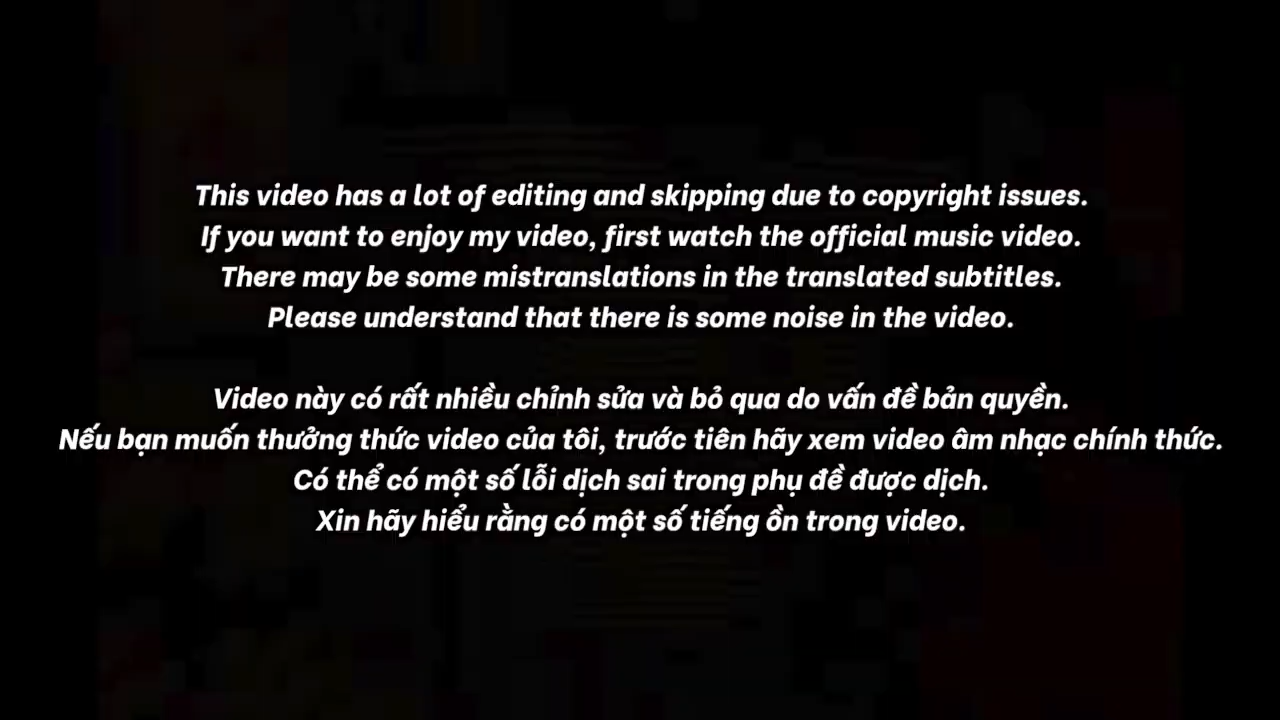 This video has a lot of editing and skipping due to copyright issues.
If you want to enjoy my video, first watch the official music video.
There may be some mistranslations in the translated subtitles.
Please understand that there is some noise in the video.
Video này có rất nhiều chỉnh sửa và bỏ qua do vấn đề bản quyền.
Nếu bạn muốn thưởng thức video của tôi, trước tiên hãy xem video âm nhạc chính thức.
Có thể có một số lỗi dịch sai trong phụ đề được dịch.
Xin hãy hiểu rằng có một số tiếng ồn trong video.